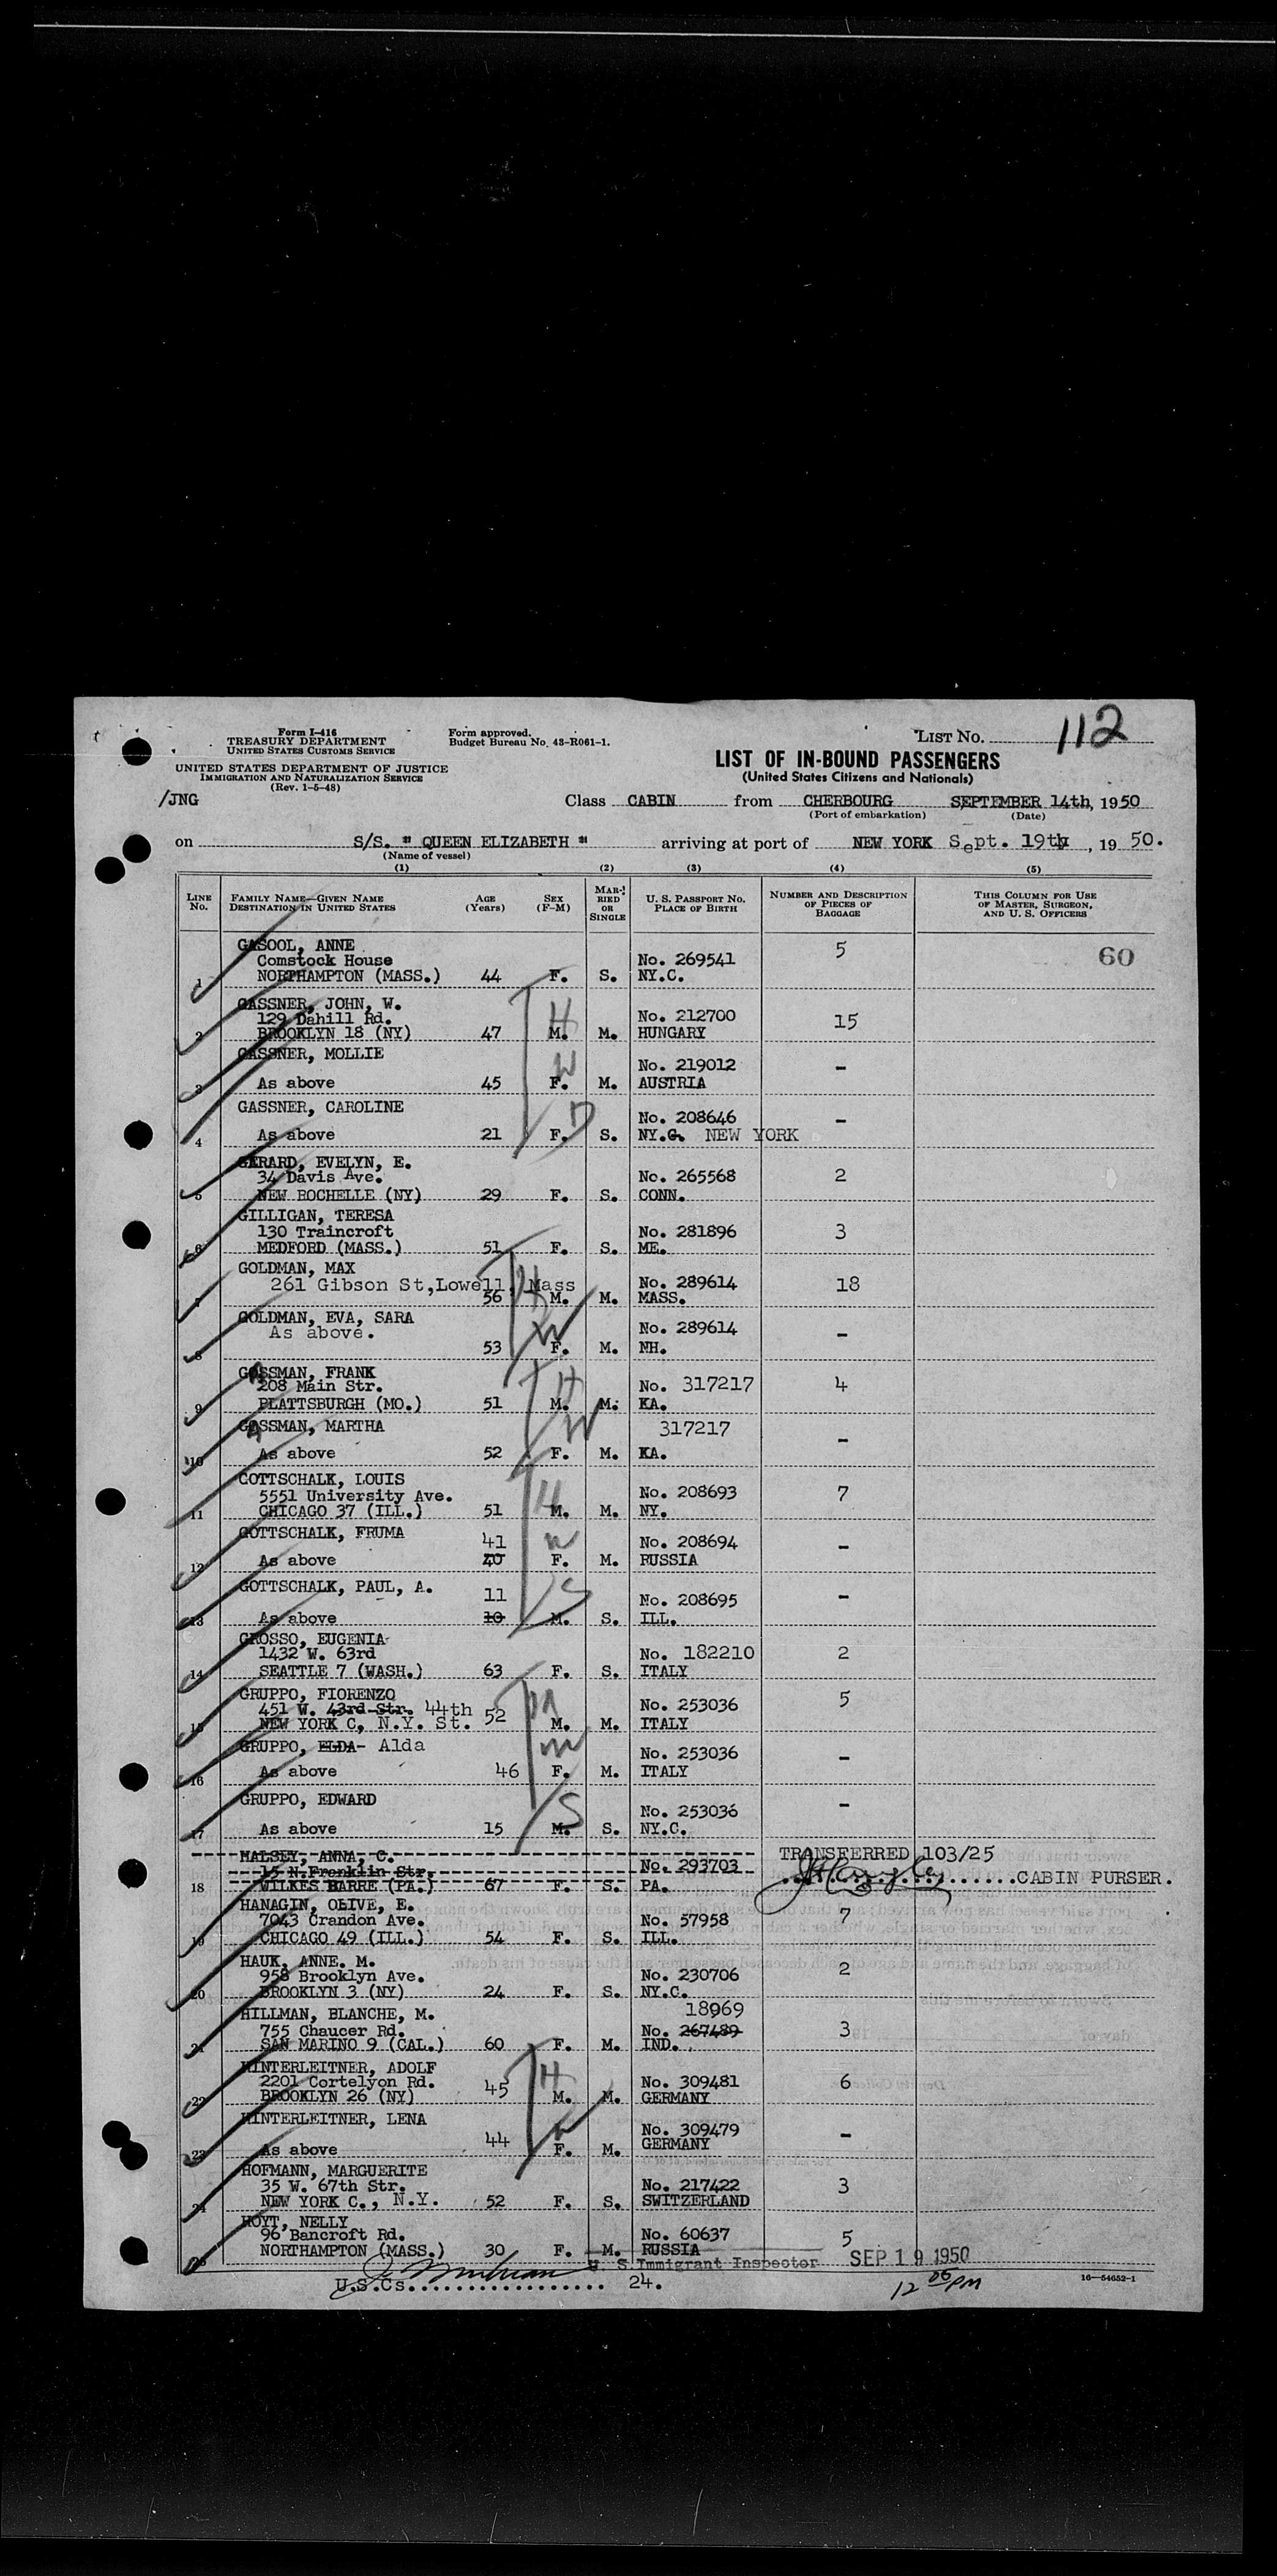 Form I-416
TREASURY DEPARTMENT
UNITED STATES CUSTOMS SERVICE
Form approved.
Budget Bureau No. 43-R061-1.
LIST No. 112
UNITED STATES DEPARTMENT OF JUSTICE
IMMIGRATION AND NATURALIZATION SERVICE
(Rev. 1-5-48)
LIST OF IN-BOUND PASSENGERS
(United States Citizens and Nationals)
/JNG
Class CABIN from CHERBOURG SEPTEMBER 14th, 1950
(Port of embarkation) (Date)
on S/S. " QUEEN ELIZABETH " arriving at port of NEW YORK Sept. 19th, 1950.
(Name of vessel)
(1) (2) (3) (4) (5)
LINE No. FAMILY NAME—GIVEN NAME DESTINATION IN UNITED STATES AGE (Years) SEX (F-M) MARRIED OR SINGLE U. S. PASSPORT No. PLACE OF BIRTH NUMBER AND DESCRIPTION OF PIECES OF BAGGAGE THIS COLUMN FOR USE OF MASTER, SURGEON, AND U. S. OFFICERS
GASOOL, ANNE 5 60
Comstock House No. 269541
1 NORTHAMPTON (MASS.) 44 F. S. NY.C.
GASSNER, JOHN, W. H
129 Dahill Rd. No. 212700 15
2 BROOKLYN 18 (NY) 47 M. M. HUNGARY
GASSNER, MOLLIE W No. 219012 -
3 As above 45 F. M. AUSTRIA
GASSNER, CAROLINE D No. 208646 -
4 As above 21 F. S. NY.C. NEW YORK
GERARD, EVELYN, E.
34 Davis Ave. No. 265568 2
5 NEW ROCHELLE (NY) 29 F. S. CONN.
GILLIGAN, TERESA
130 Traincroft No. 281896 3
6 MEDFORD (MASS.) 51 F. S. ME.
GOLDMAN, MAX H
261 Gibson St,Lowell, Mass No. 289614 18
7 56 M. M. MASS.
GOLDMAN, EVA, SARA W
As above. No. 289614 -
8 53 F. M. NH.
GASSMAN, FRANK H
208 Main Str. No. 317217 4
9 PLATTSBURGH (MO.) 51 M. M. KA.
GASSMAN, MARTHA W 317217 -
10 As above 52 F. M. KA.
GOTTSCHALK, LOUIS H
5551 University Ave. No. 208693 7
11 CHICAGO 37 (ILL.) 51 M. M. NY.
GOTTSCHALK, FRUMA 41 W No. 208694 -
12 As above 40 F. M. RUSSIA
GOTTSCHALK, PAUL, A. 11 S No. 208695 -
13 As above 10 M. S. ILL.
GROSSO, EUGENIA
1432 W. 63rd No. 182210 2
14 SEATTLE 7 (WASH.) 63 F. S. ITALY
GRUPPO, FIORENZO 5
451 W. 43rd Str. 44th 52 No. 253036
15 NEW YORK C, N.Y. St. M. M. ITALY
GRUPPO, ELDA- Alda No. 253036 -
16 As above 46 F. M. ITALY
GRUPPO, EDWARD S No. 253036 -
17 As above 15 M. S. NY.C.
HALSEY, ANNA, C. TRANSFERRED 103/25
15 N.Franklin Str. No. 293703 CABIN PURSER.
18 WILKES BARRE (PA.) 67 F. S. PA.
HANAGIN, OLIVE, E.
7043 Crandon Ave. No. 57958 7
19 CHICAGO 49 (ILL.) 54 F. S. ILL.
HAUK, ANNE. M.
958 Brooklyn Ave. No. 230706 2
20 BROOKLYN 3 (NY) 24 F. S. NY.C.
HILLMAN, BLANCHE, M. 18969
755 Chaucer Rd. No. 267489 3
21 SAN MARINO 9 (CAL.) 60 F. M. IND.
HINTERLEITNER, ADOLF H
2201 Cortelyon Rd. 45 No. 309481 6
22 BROOKLYN 26 (NY) M. M. GERMANY
HINTERLEITNER, LENA 44 W No. 309479 -
23 As above F. M. GERMANY
HOFMANN, MARGUERITE
35 W. 67th Str. No. 217422 3
24 NEW YORK C., N.Y. 52 F. S. SWITZERLAND
HOYT, NELLY
96 Bancroft Rd. No. 60637 5
25 NORTHAMPTON (MASS.) 30 F. M. RUSSIA
U. S Immigrant Inspector SEP 19 1950
U.S.Cs.................. 24. 12 05 PM
16—54652-1